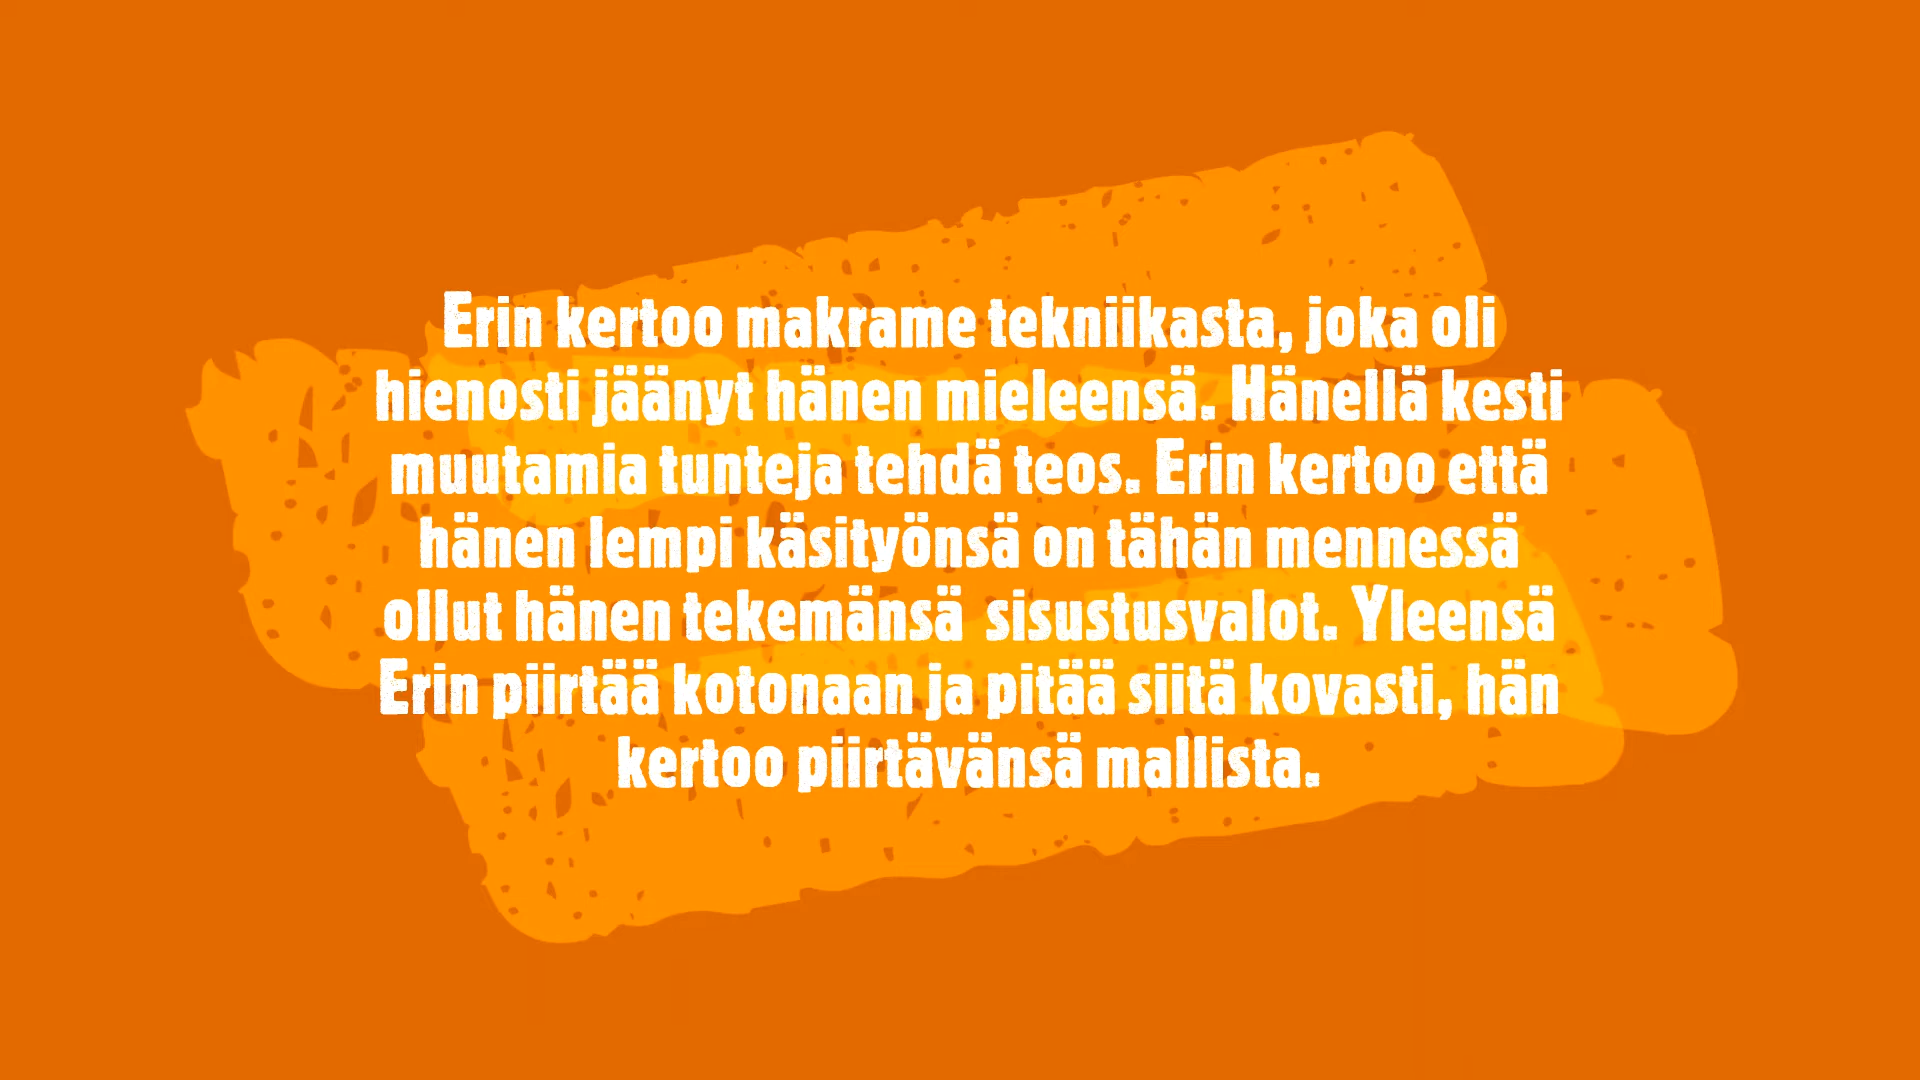 Erin kertoo makrame tekniikasta, joka oli
hienosti jäänyt hänen mieleensä. Hänellä kesti
muutamia tunteja tehdä teos. Erin kertoo että
hänen lempi käsityönsä on tähän mennessä
ollut hänen tekemänsä  sisustusvalot. Yleensä
Erin piirtää kotonaan ja pitää siitä kovasti, hän
kertoo piirtävänsä mallista.